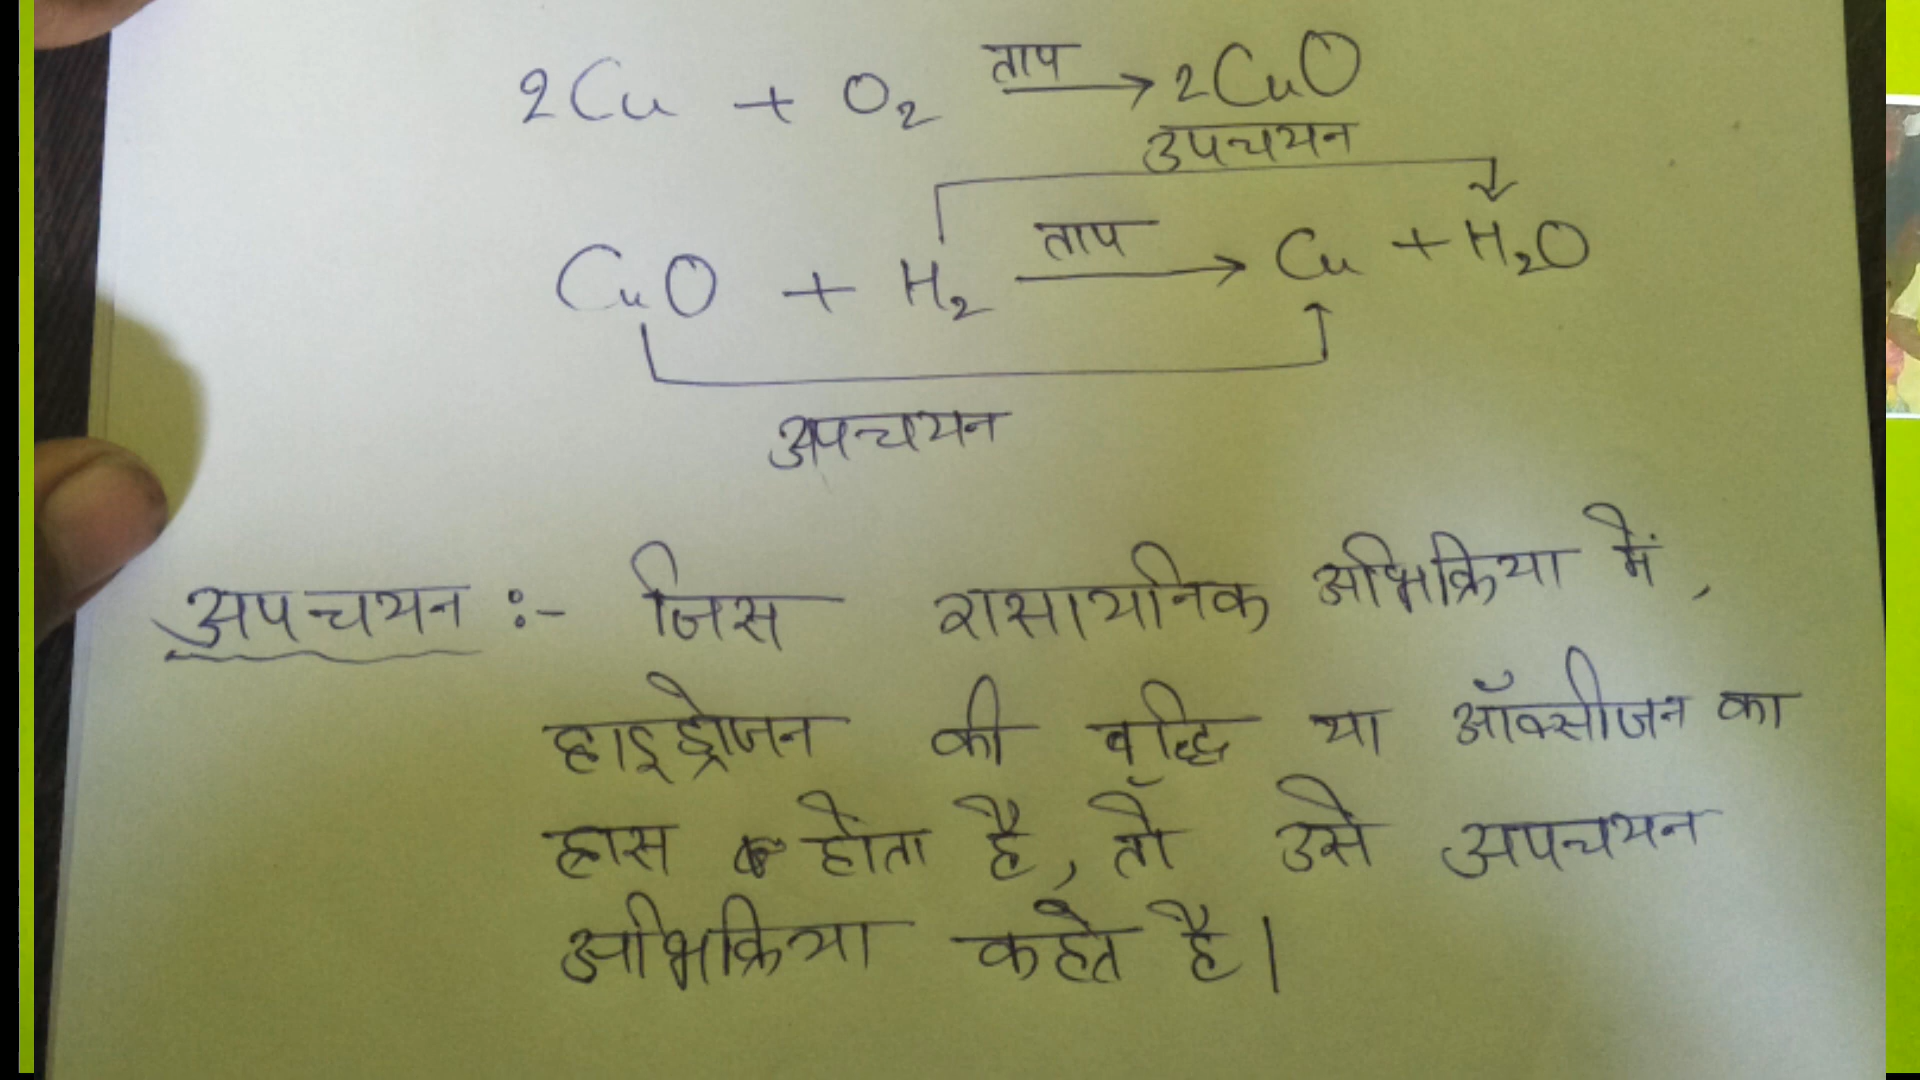 ताप
2Cu + O₂ → 2CuO
उपचयन
ताप
CuO + H₂ → Cu + H₂O
अपचयन
अपचयन :- जिस रासायनिक अभिक्रिया में,
हाइड्रोजन की वृद्धि या ऑक्सीजन का
ह्रास होता है, तो उसे अपचयन
अभिक्रिया कहते है।